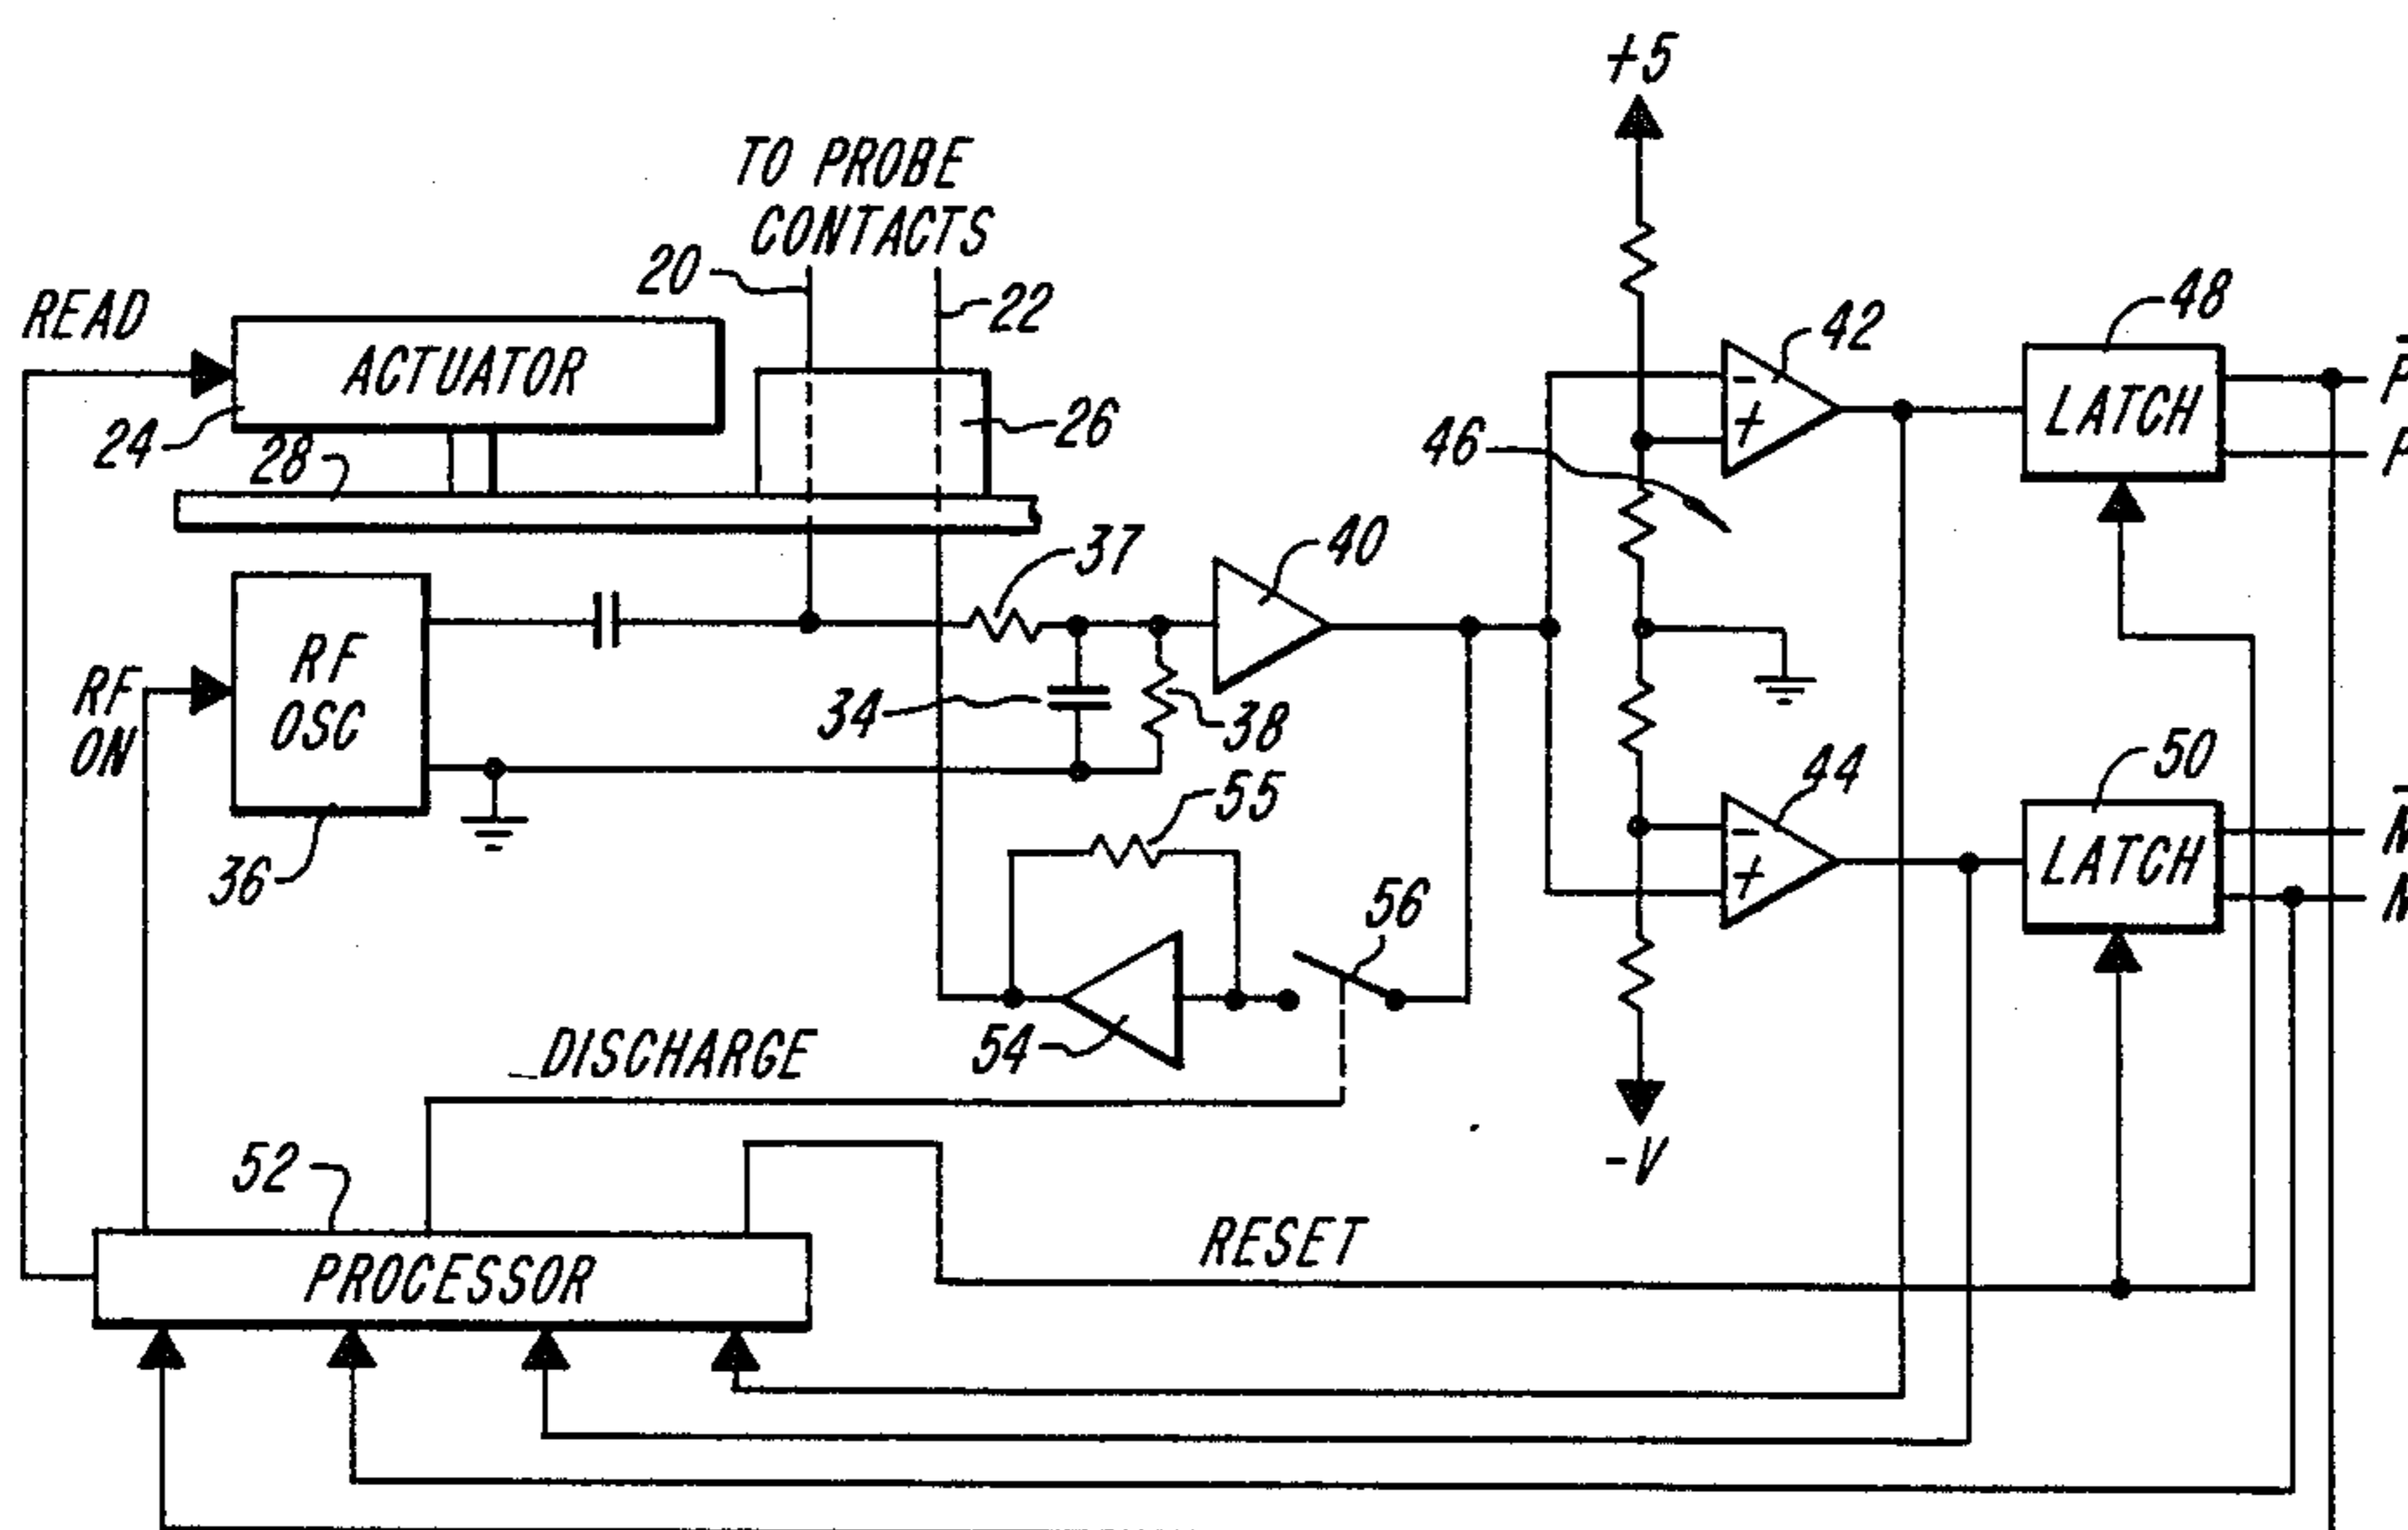 +5
TO PROBE
CONTACTS
20
22
READ
ACTUATOR
24
28
26
42
48
LATCH
P
P
46
37
40
RF
OSC
RF
ON
34
38
36
55
44
50
LATCH
N
N
56
54
DISCHARGE
-V
52
PROCESSOR
RESET
- +
- +